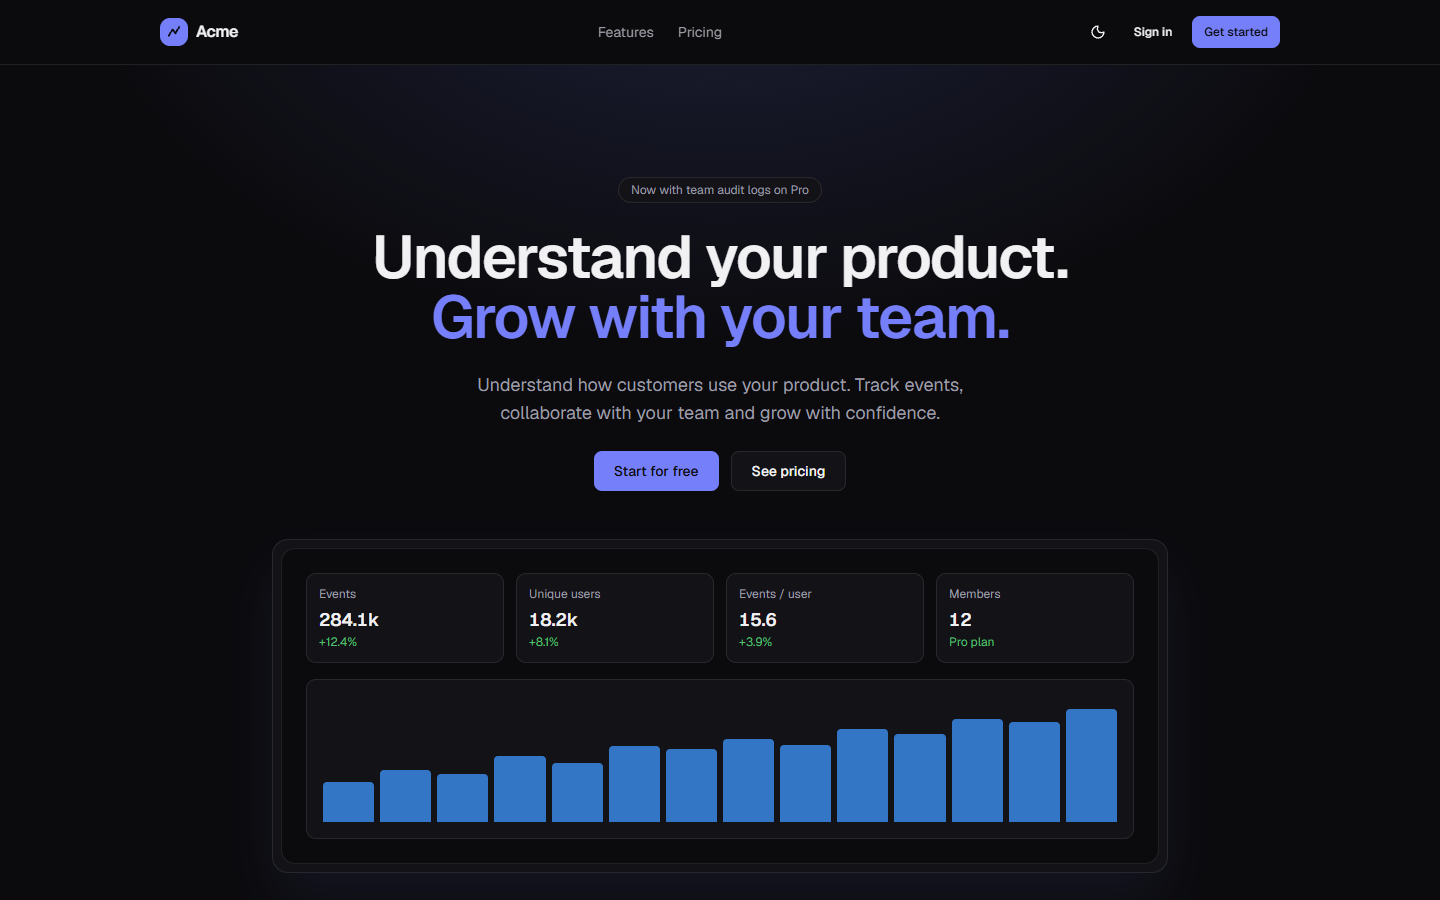 Acme
Features
Pricing
Sign in
Get started
Now with team audit logs on Pro
Understand your product.
Grow with your team.
Understand how customers use your product. Track events,
collaborate with your team and grow with confidence.
Start for free
See pricing
Events
284.1k
+12.4%
Unique users
18.2k
+8.1%
Events / user
15.6
+3.9%
Members
12
Pro plan